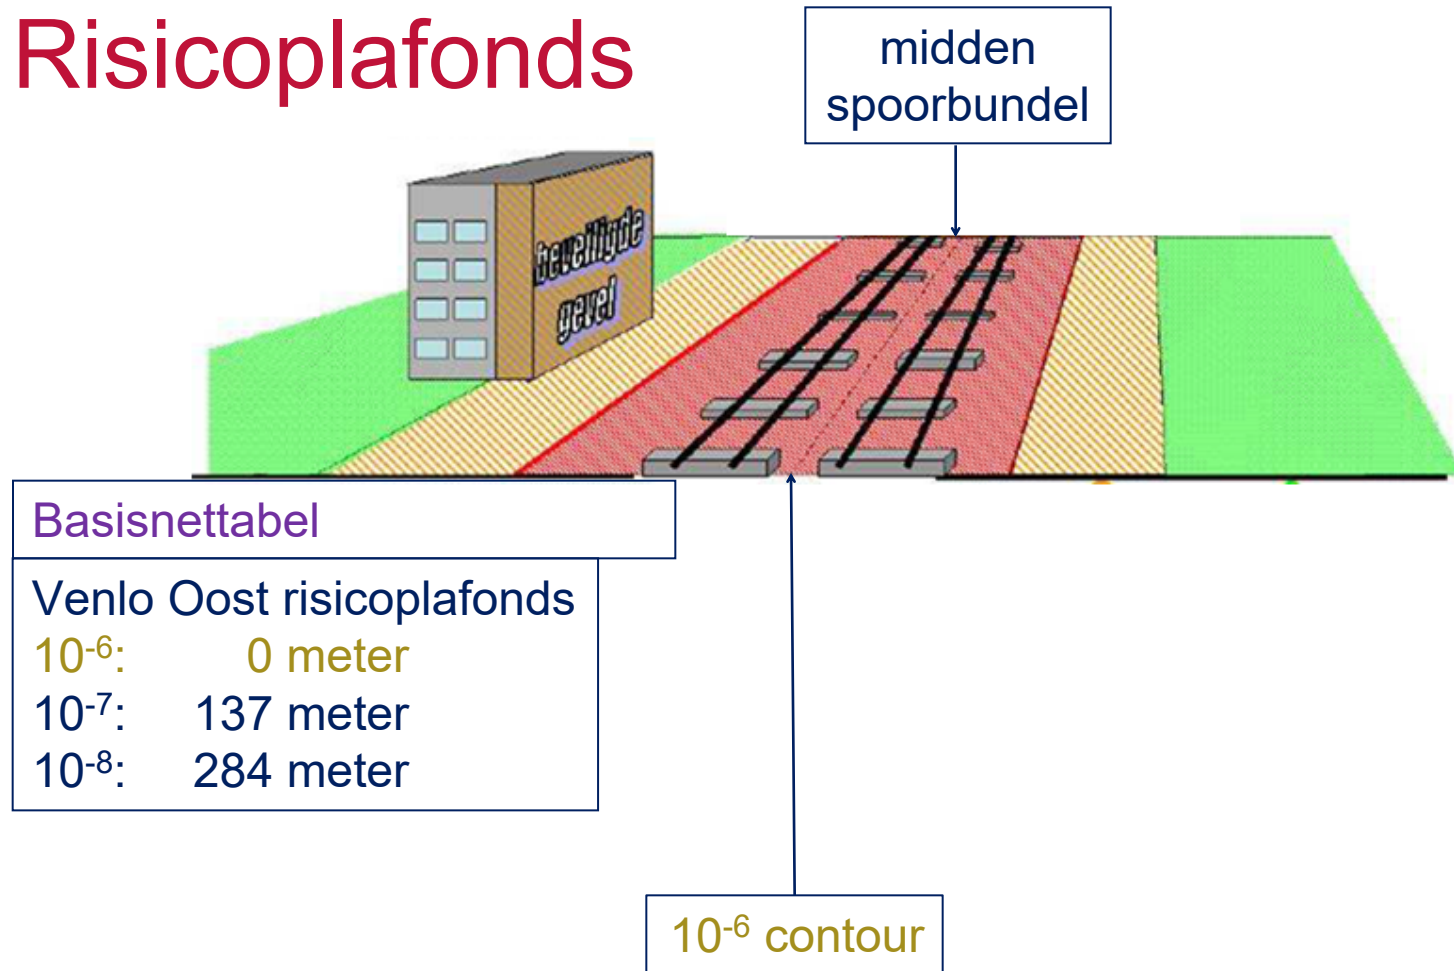 Risicoplafonds
midden
spoorbundel
beveiligde
gevel
Basisnettabel
Venlo Oost risicoplafonds
10⁻⁶: 0 meter
10⁻⁷: 137 meter
10⁻⁸: 284 meter
10⁻⁶ contour